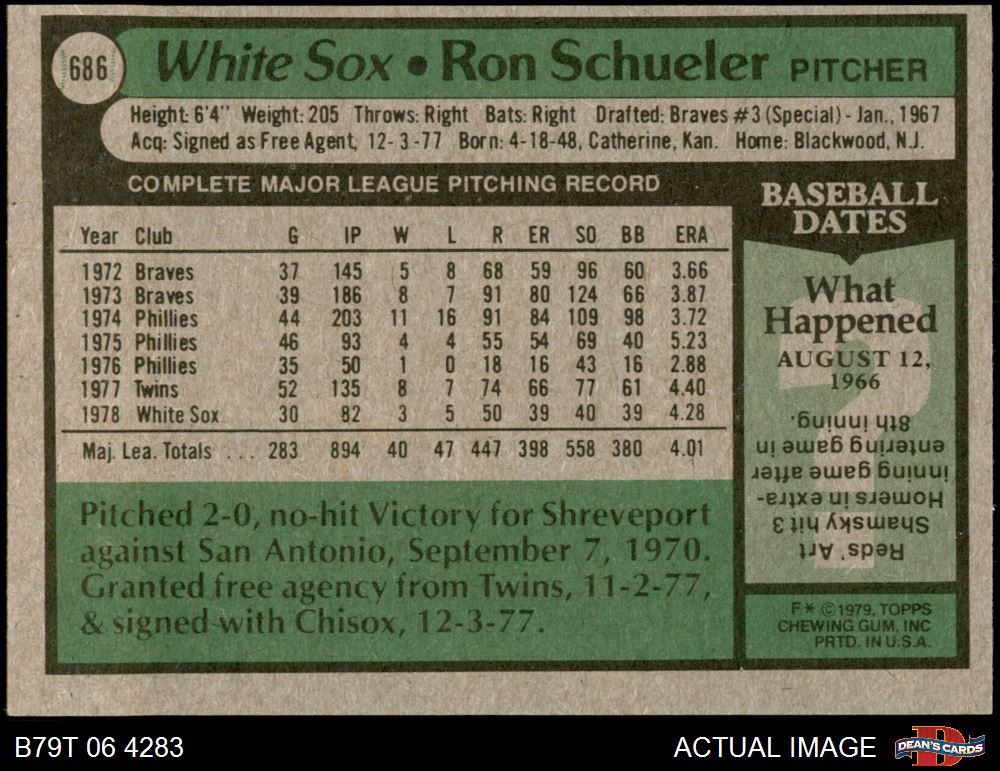 686
White Sox • Ron Schueler PITCHER
Height: 6'4" Weight: 205 Throws: Right Bats: Right Drafted: Braves #3 (Special) - Jan., 1967
Acq: Signed as Free Agent, 12-3-77 Born: 4-18-48, Catherine, Kan. Home: Blackwood, N.J.
COMPLETE MAJOR LEAGUE PITCHING RECORD
Year Club G IP W L R ER SO BB ERA
1972 Braves 37 145 5 8 68 59 96 60 3.66
1973 Braves 39 186 8 7 91 80 124 66 3.87
1974 Phillies 44 203 11 16 91 84 109 98 3.72
1975 Phillies 46 93 4 4 55 54 69 40 5.23
1976 Phillies 35 50 1 0 18 16 43 16 2.88
1977 Twins 52 135 8 7 74 66 77 61 4.40
1978 White Sox 30 82 3 5 50 39 40 39 4.28
Maj. Lea. Totals ... 283 894 40 47 447 398 558 380 4.01
Pitched 2-0, no-hit Victory for Shreveport
against San Antonio, September 7, 1970.
Granted free agency from Twins, 11-2-77,
& signed with Chisox, 12-3-77.
BASEBALL
DATES
What
Happened
AUGUST 12,
1966
Reds' Art
Shamsky hit 3
Homers in extra-
inning game after
entering game in
8th inning.
F* ©1979, TOPPS
CHEWING GUM, INC
PRTD. IN U.S.A.
B79T 06 4283
ACTUAL IMAGE
D
DEAN'S CARDS